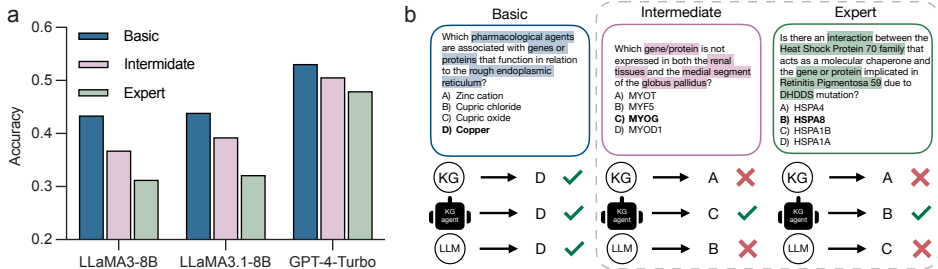 a
Accuracy
0.6
0.5
0.4
0.3
0.2
Basic
Intermidate
Expert
LLaMA3-8B
LLaMA3.1-8B
GPT-4-Turbo
b
Basic
Which pharmacological agents
are associated with genes or
proteins that function in relation
to the rough endoplasmic
reticulum?
A) Zinc cation
B) Cupric chloride
C) Cupric oxide
D) Copper
KG
D
KG
agent
D
LLM
D
Intermediate
Which gene/protein is not
expressed in both the renal
tissues and the medial segment
of the globus pallidus?
A) MYOT
B) MYF5
C) MYOG
D) MYOD1
KG
A
KG
agent
C
LLM
B
Expert
Is there an interaction between the
Heat Shock Protein 70 family that
acts as a molecular chaperone and
the gene or protein implicated in
Retinitis Pigmentosa 59 due to
DHDDS mutation?
A) HSPA4
B) HSPA8
C) HSPA1B
D) HSPA1A
KG
A
KG
agent
B
LLM
C